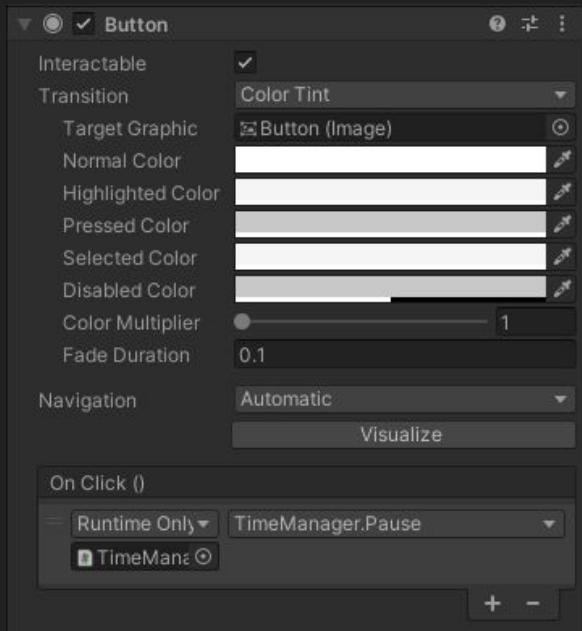 Button
Interactable
Transition Color Tint
Target Graphic Button (Image)
Normal Color
Highlighted Color
Pressed Color
Selected Color
Disabled Color
Color Multiplier 1
Fade Duration 0.1
Navigation Automatic
Visualize
On Click ()
Runtime Only TimeManager.Pause
TimeMana